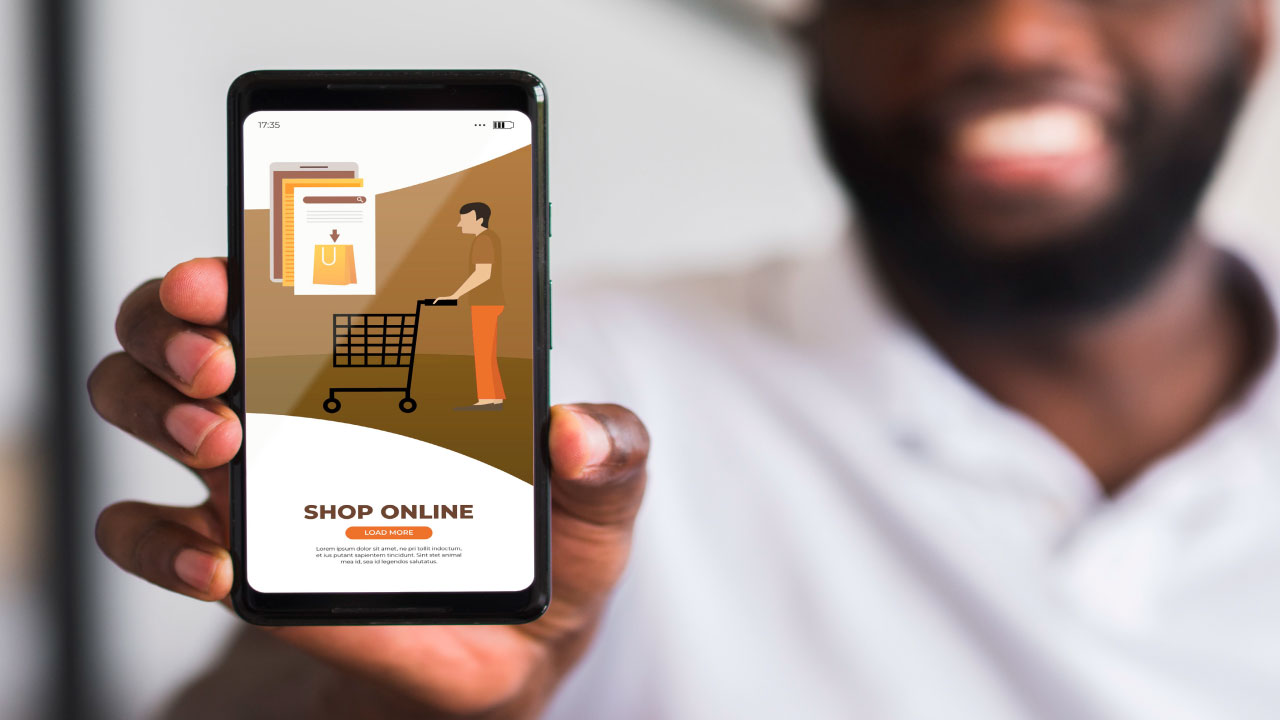 17:35
SHOP ONLINE
LOAD MORE
Lorem ipsum dolor sit amet, ne pri tollit indoctum,
et ius putant sapientem tincidunt. Sint stet animal
mea id, sea id legendos salutatus.